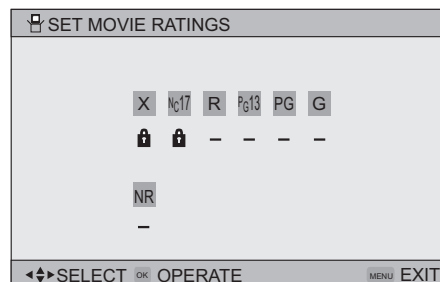 SET MOVIE RATINGS
X NC17 R PG13 PG G
NR
SELECT OK OPERATE MENU EXIT